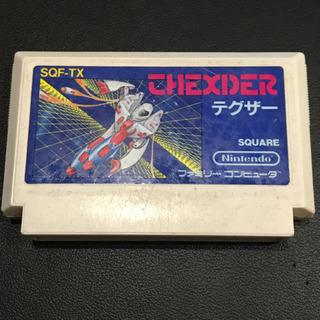 SQF-TX
THEXDER
テグザー
SQUARE
Nintendo
ファミリー コンピュータ